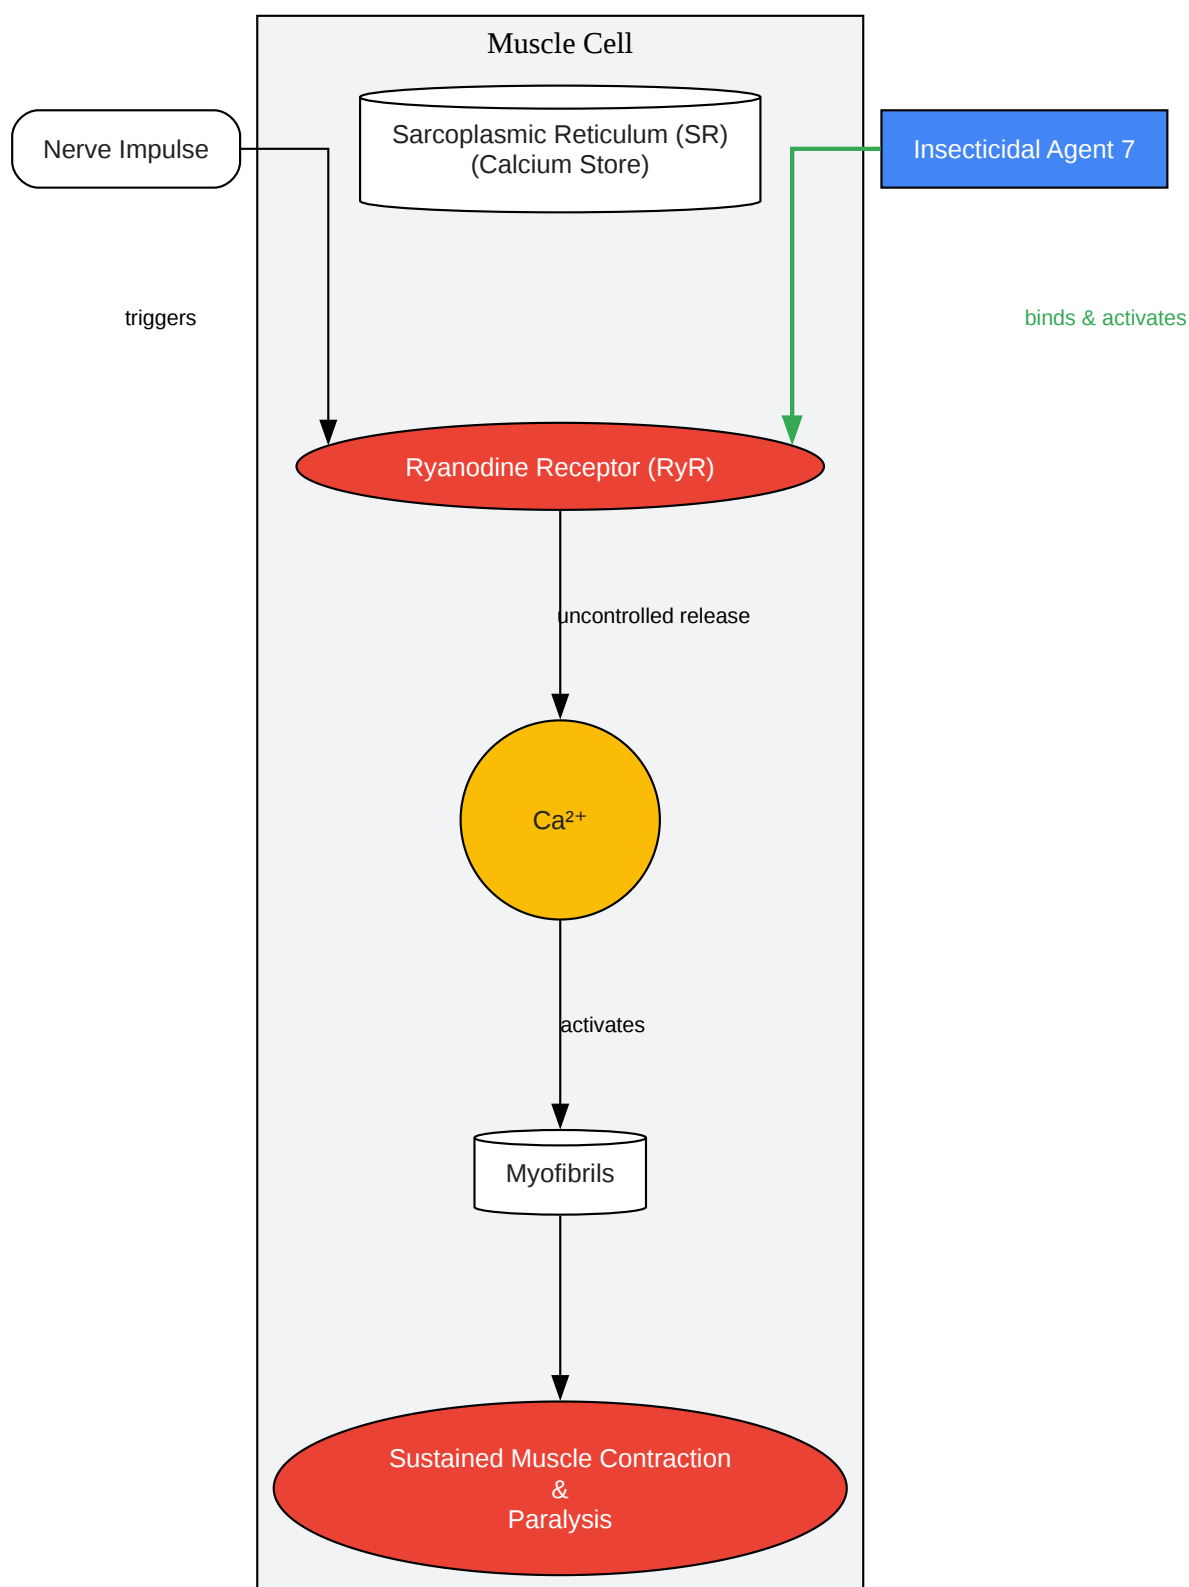 Muscle Cell
Sarcoplasmic Reticulum (SR)
(Calcium Store)
Nerve Impulse
Insecticidal Agent 7
triggers
binds & activates
Ryanodine Receptor (RyR)
uncontrolled release
Ca²⁺
activates
Myofibrils
Sustained Muscle Contraction
&
Paralysis